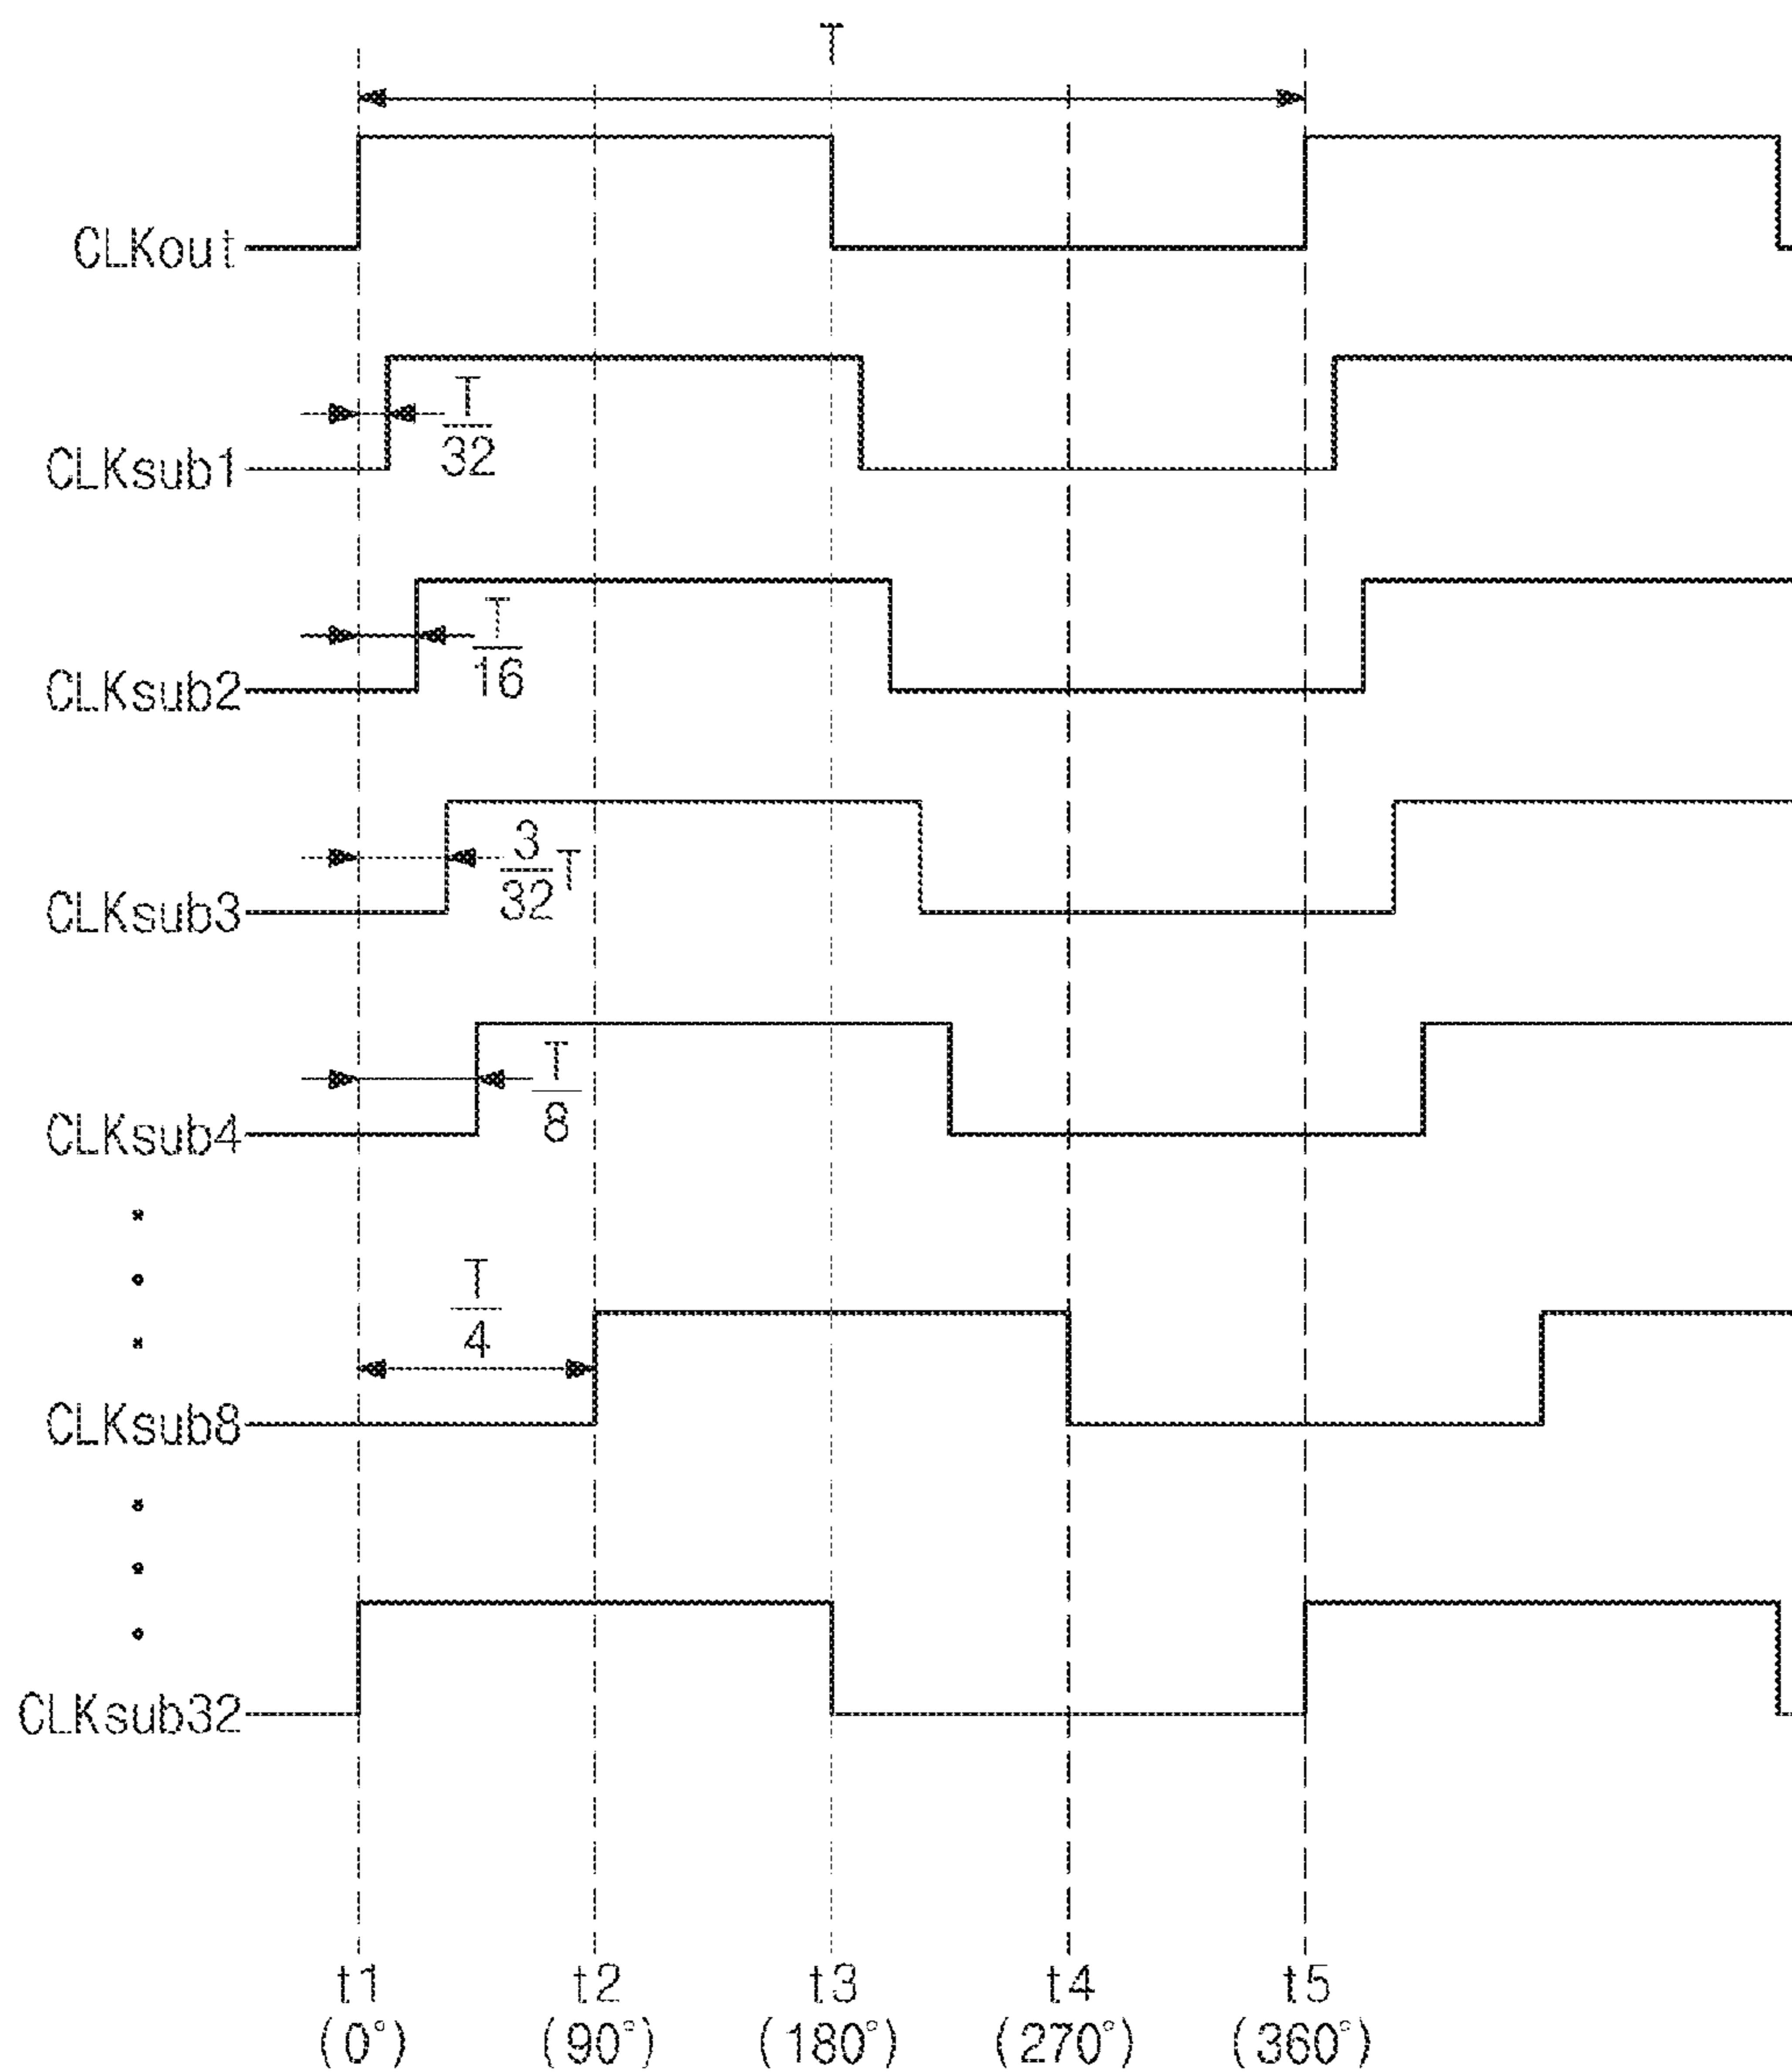 T
CLKout
CLKsub1
T
32
CLKsub2
T
16
CLKsub3
3
32
T
CLKsub4
T
8
T
4
CLKsub8
CLKsub32
t1 t2 t3 t4 t5
(0°) (90°) (180°) (270°) (360°)